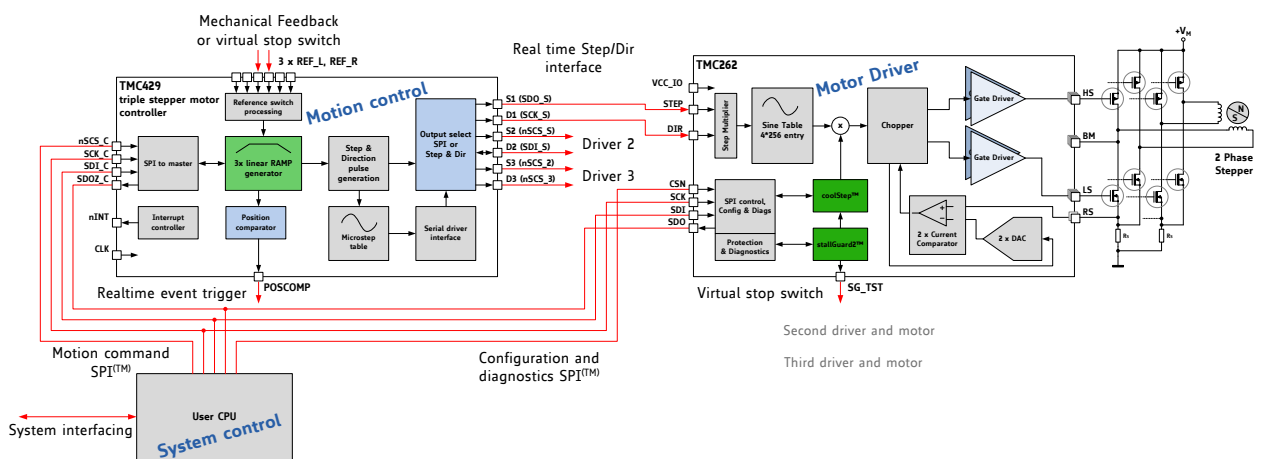 Mechanical Feedback
or virtual stop switch
3 x REF_L, REF_R
Real time Step/Dir
interface
+VM
TMC429
triple stepper motor
controller
Reference switch
processing
Motion control
S1 (SDO_S)
D1 (SCK_S)
S2 (nSCS_S)
D2 (SDI_S)
S3 (nSCS_2)
D3 (nSCS_3)
Driver 2
Driver 3
nSCS_C
SCK_C
SDI_C
SDOZ_C
nINT
CLK
SPI to master
3x linear RAMP
generator
Step &
Direction
pulse
generation
Output select
SPI or
Step & Dir
Interrupt
controller
Position
comparator
Microstep
table
Serial driver
interface
POSCOMP
Realtime event trigger
TMC262
VCC_IO
STEP
DIR
Step Multiplier
Motor Driver
Sine Table
4*256 entry
x
Chopper
Gate Driver
Gate Driver
HS
BM
LS
RS
N
S
2 Phase
Stepper
CSN
SCK
SDI
SDO
SPI control,
Config & Diags
Protection
& Diagnostics
coolStep™
stallGuard2™
2 x Current
Comparator
2 x DAC
RS
RS
SG_TST
Virtual stop switch
Second driver and motor
Third driver and motor
Motion command
SPI(TM)
Configuration and
diagnostics SPI(TM)
User CPU
System control
System interfacing